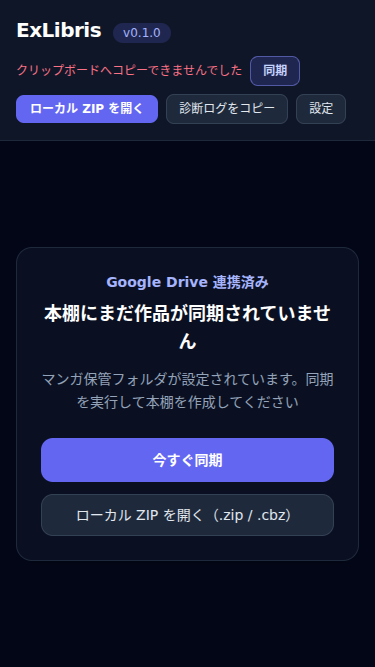 ExLibris v0.1.0
クリップボードへコピーできませんでした 同期
ローカル ZIP を開く 診断ログをコピー 設定
Google Drive 連携済み
本棚にまだ作品が同期されていませ
ん
マンガ保管フォルダが設定されています。同期
を実行して本棚を作成してください
今すぐ同期
ローカル ZIP を開く（.zip / .cbz）